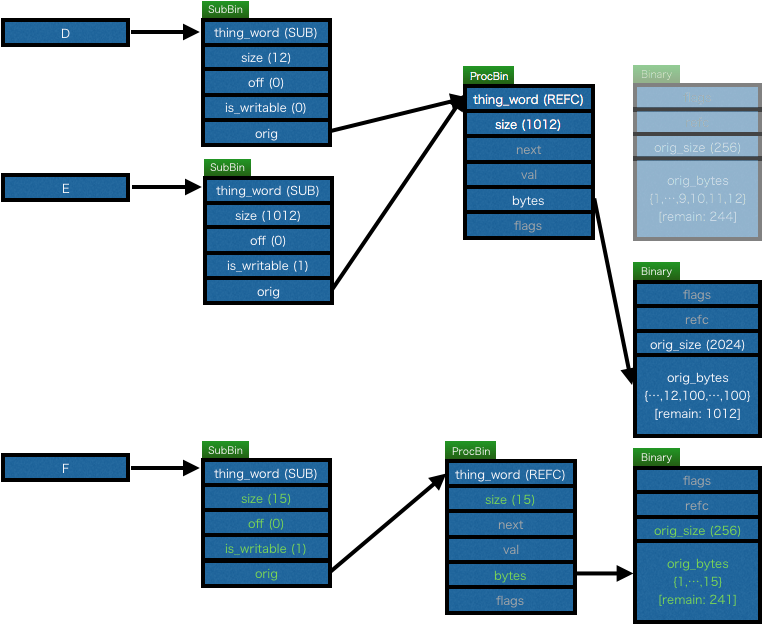 D
SubBin
thing_word (SUB)
size (12)
off (0)
is_writable (0)
orig
E
SubBin
thing_word (SUB)
size (1012)
off (0)
is_writable (1)
orig
ProcBin
thing_word (REFC)
size (1012)
next
val
bytes
flags
Binary
orig_size (256)
orig_bytes
{1,⋯,9,10,11,12}
[remain: 244]
Binary
flags
refc
orig_size (2024)
orig_bytes
{⋯,12,100,⋯,100}
[remain: 1012]
F
SubBin
thing_word (SUB)
size (15)
off (0)
is_writable (1)
orig
ProcBin
thing_word (REFC)
size (15)
next
val
bytes
flags
Binary
flags
refc
orig_size (256)
orig_bytes
{1,⋯,15}
[remain: 241]